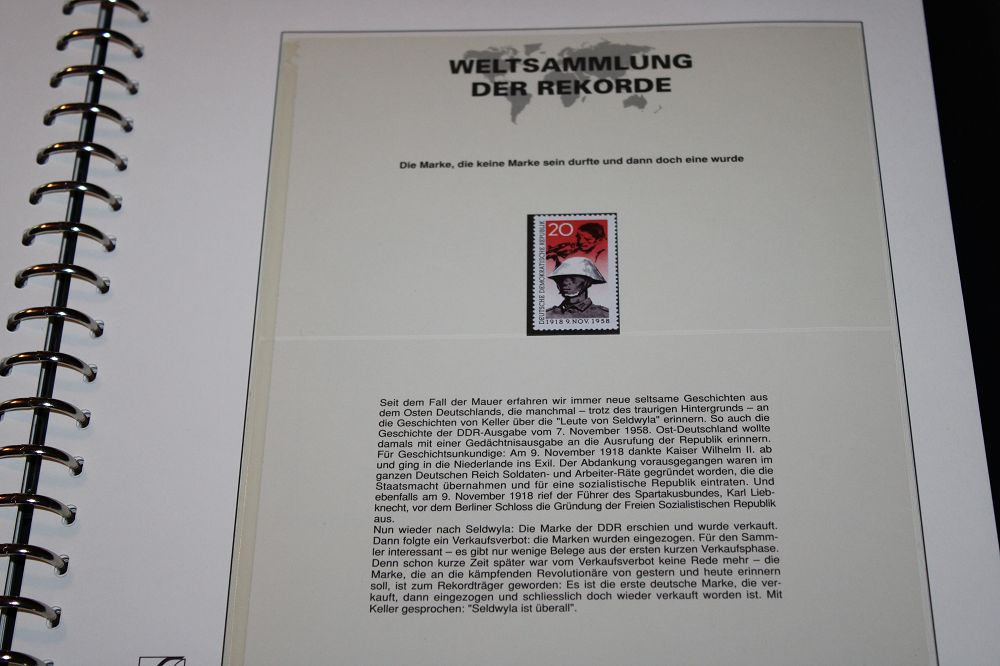 WELTSAMMLUNG
DER REKORDE
Die Marke, die keine Marke sein durfte und dann doch eine wurde
DEUTSCHE DEMOKRATISCHE REPUBLIK
20
1918 9. NOV. 1958
Seit dem Fall der Mauer erfahren wir immer neue seltsame Geschichten aus
dem Osten Deutschlands, die manchmal – trotz des traurigen Hintergrunds – an
die Geschichten von Keller über die "Leute von Seldwyla" erinnern. So auch die
Geschichte der DDR-Ausgabe vom 7. November 1958. Ost-Deutschland wollte
damals mit einer Gedächtnisausgabe an die Ausrufung der Republik erinnern.
Für Geschichtsunkundige: Am 9. November 1918 dankte Kaiser Wilhelm II. ab
und ging in die Niederlande ins Exil. Der Abdankung vorausgegangen waren im
ganzen Deutschen Reich Soldaten- und Arbeiter-Räte gegründet worden, die die
Staatsmacht übernahmen und für eine sozialistische Republik eintraten. Und
ebenfalls am 9. November 1918 rief der Führer des Spartakusbundes, Karl Lieb-
knecht, vor dem Berliner Schloss die Gründung der Freien Sozialistischen Republik
aus.
Nun wieder nach Seldwyla: Die Marke der DDR erschien und wurde verkauft.
Dann folgte ein Verkaufsverbot: die Marken wurden eingezogen. Für den Samm-
ler interessant – es gibt nur wenige Belege aus der ersten kurzen Verkaufsphase.
Denn schon kurze Zeit später war vom Verkaufsverbot keine Rede mehr – die
Marke, die an die kämpfenden Revolutionäre von gestern und heute erinnern
soll, ist zum Rekordträger geworden: Es ist die erste deutsche Marke, die ver-
kauft, dann eingezogen und schliesslich doch wieder verkauft worden ist. Mit
Keller gesprochen: "Seldwyla ist überall".